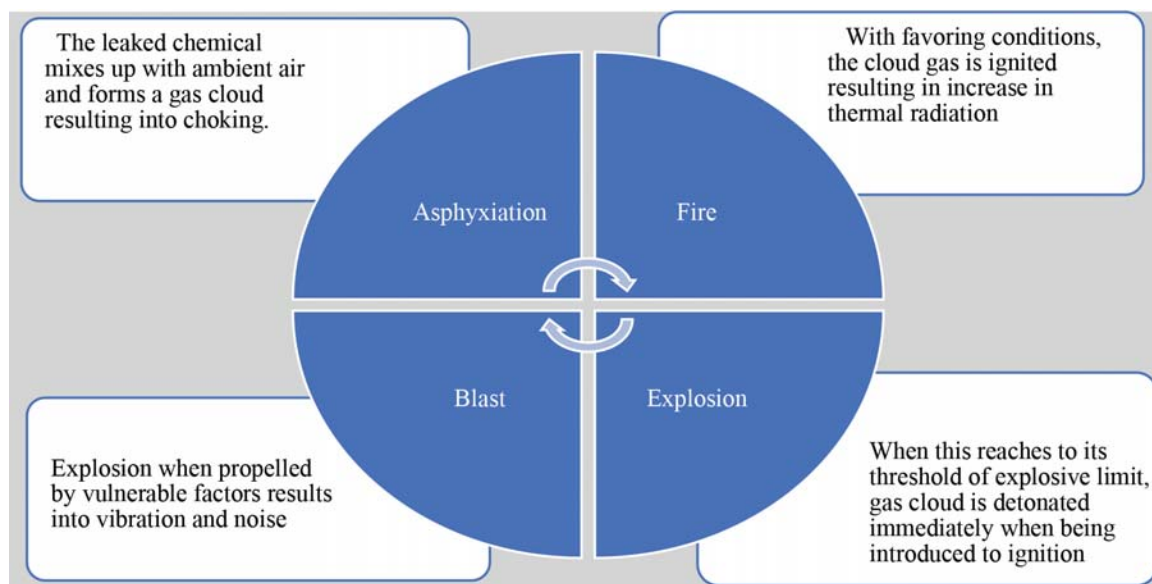 The leaked chemical
mixes up with ambient air
and forms a gas cloud
resulting into choking.
With favoring conditions,
the cloud gas is ignited
resulting in increase in
thermal radiation
Asphyxiation
Fire
Blast
Explosion
Explosion when propelled
by vulnerable factors results
into vibration and noise
When this reaches to its
threshold of explosive limit,
gas cloud is detonated
immediately when being
introduced to ignition